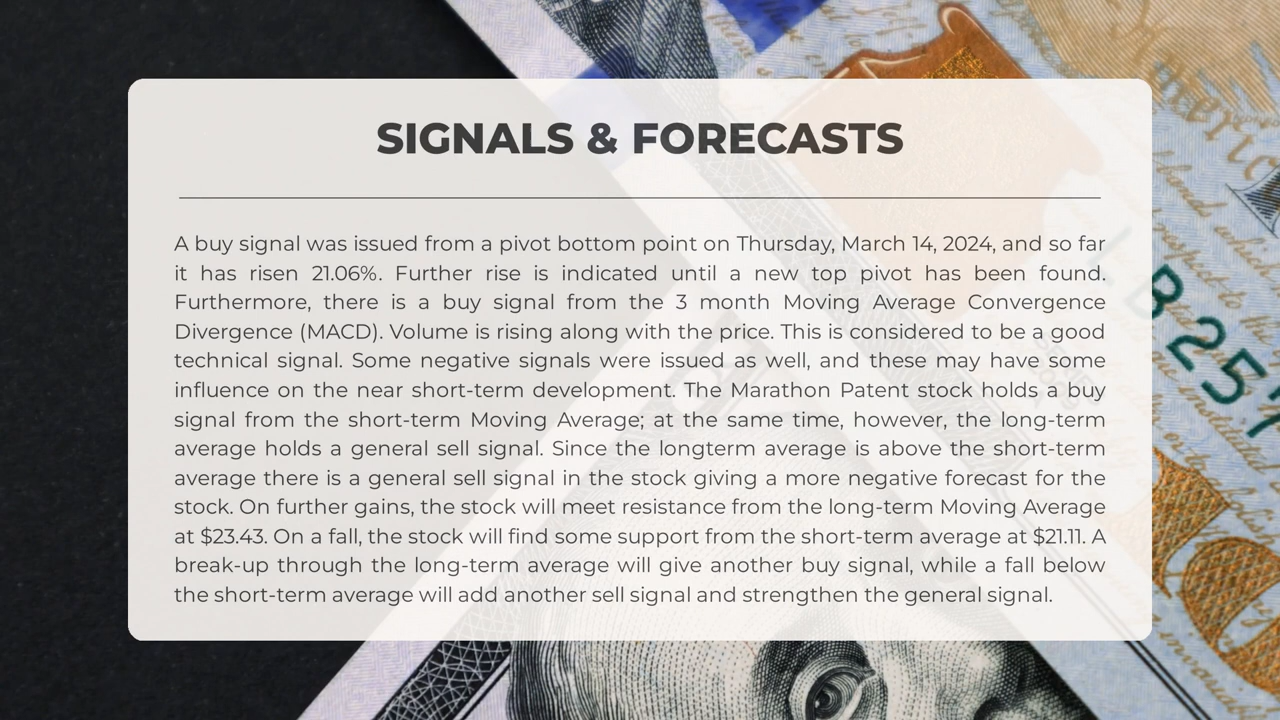 SIGNALS & FORECASTS
A buy signal was issued from a pivot bottom point on Thursday, March 14, 2024, and so far
it has risen 21.06%. Further rise is indicated until a new top pivot has been found.
Furthermore, there is a buy signal from the 3 month Moving Average Convergence
Divergence (MACD). Volume is rising along with the price. This is considered to be a good
technical signal. Some negative signals were issued as well, and these may have some
influence on the near short-term development. The Marathon Patent stock holds a buy
signal from the short-term Moving Average; at the same time, however, the long-term
average holds a general sell signal. Since the longterm average is above the short-term
average there is a general sell signal in the stock giving a more negative forecast for the
stock. On further gains, the stock will meet resistance from the long-term Moving Average
at $23.43. On a fall, the stock will find some support from the short-term average at $21.11. A
break-up through the long-term average will give another buy signal, while a fall below
the short-term average will add another sell signal and strengthen the general signal.